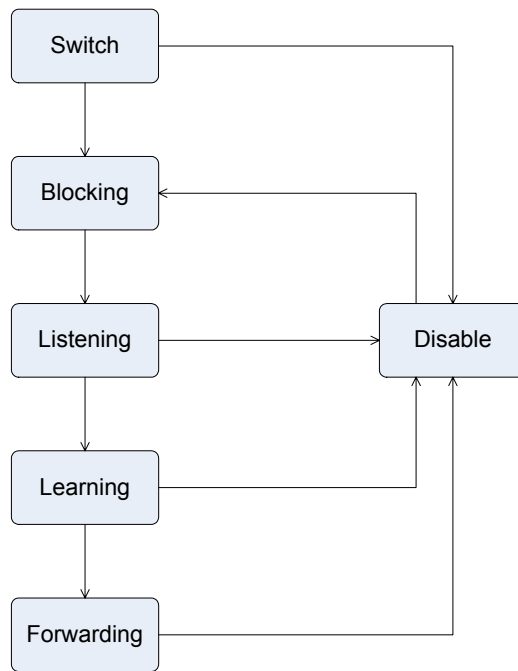 Switch
Blocking
Listening
Disable
Learning
Forwarding